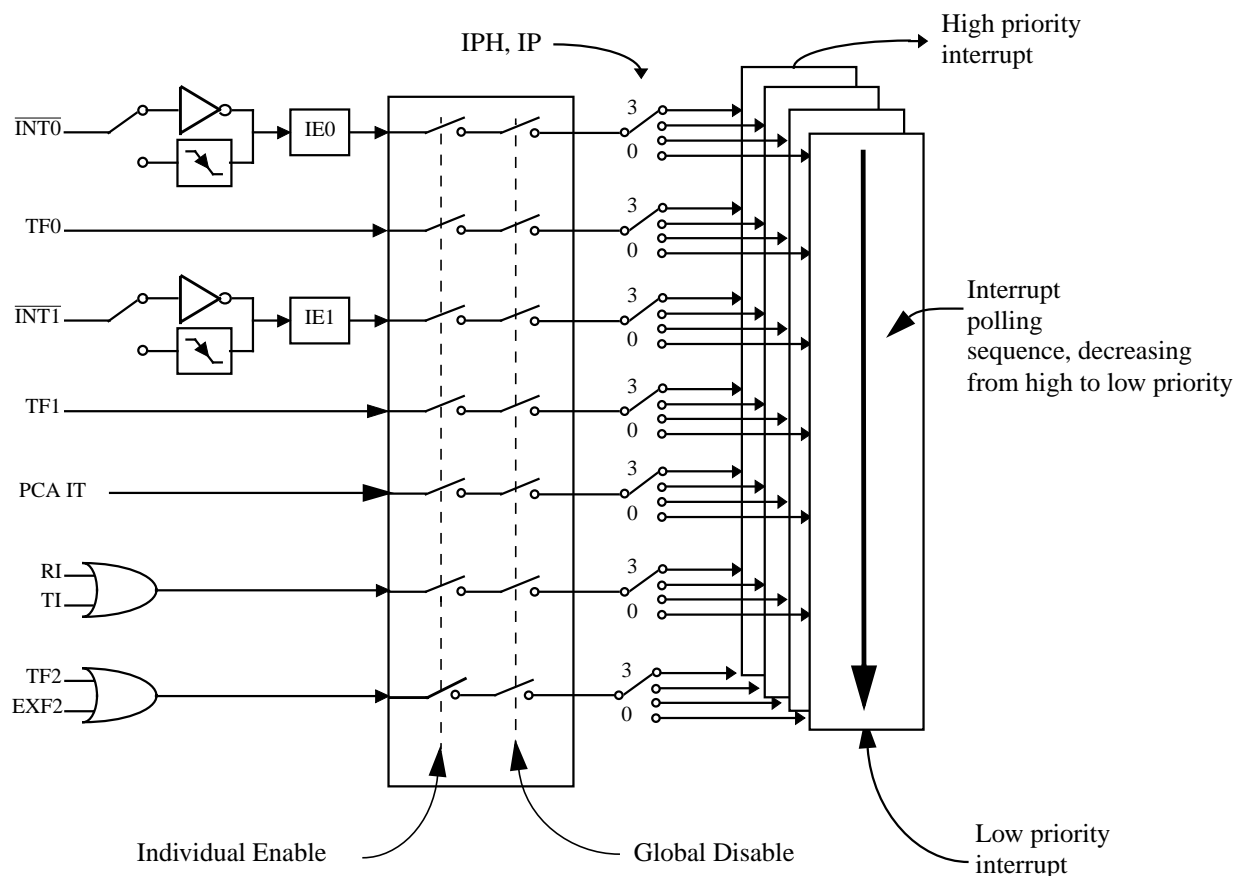 High priority
interrupt
IPH, IP
INT0
IE0
3
0
TF0
3
0
INT1
IE1
3
0
Interrupt
polling
sequence, decreasing
from high to low priority
TF1
3
0
PCA IT
3
0
RI
TI
3
0
TF2
EXF2
3
0
Individual Enable
Global Disable
Low priority
interrupt